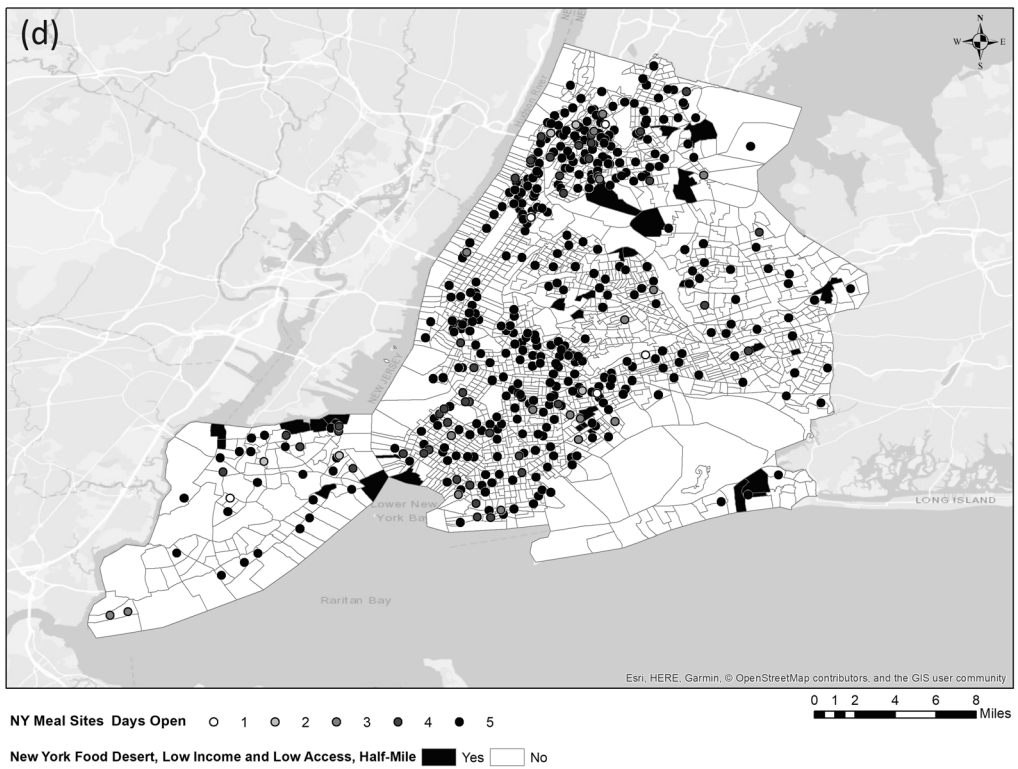 (d)
N
W E
S
NEW JERSEY
Lower New
York Bay
Raritan Bay
LONG ISLAND
Esri, HERE, Garmin, © OpenStreetMap contributors, and the GIS user community
NY Meal Sites Days Open 1 2 3 4 5
0 1 2 4 6 8
Miles
New York Food Desert, Low Income and Low Access, Half-Mile Yes No